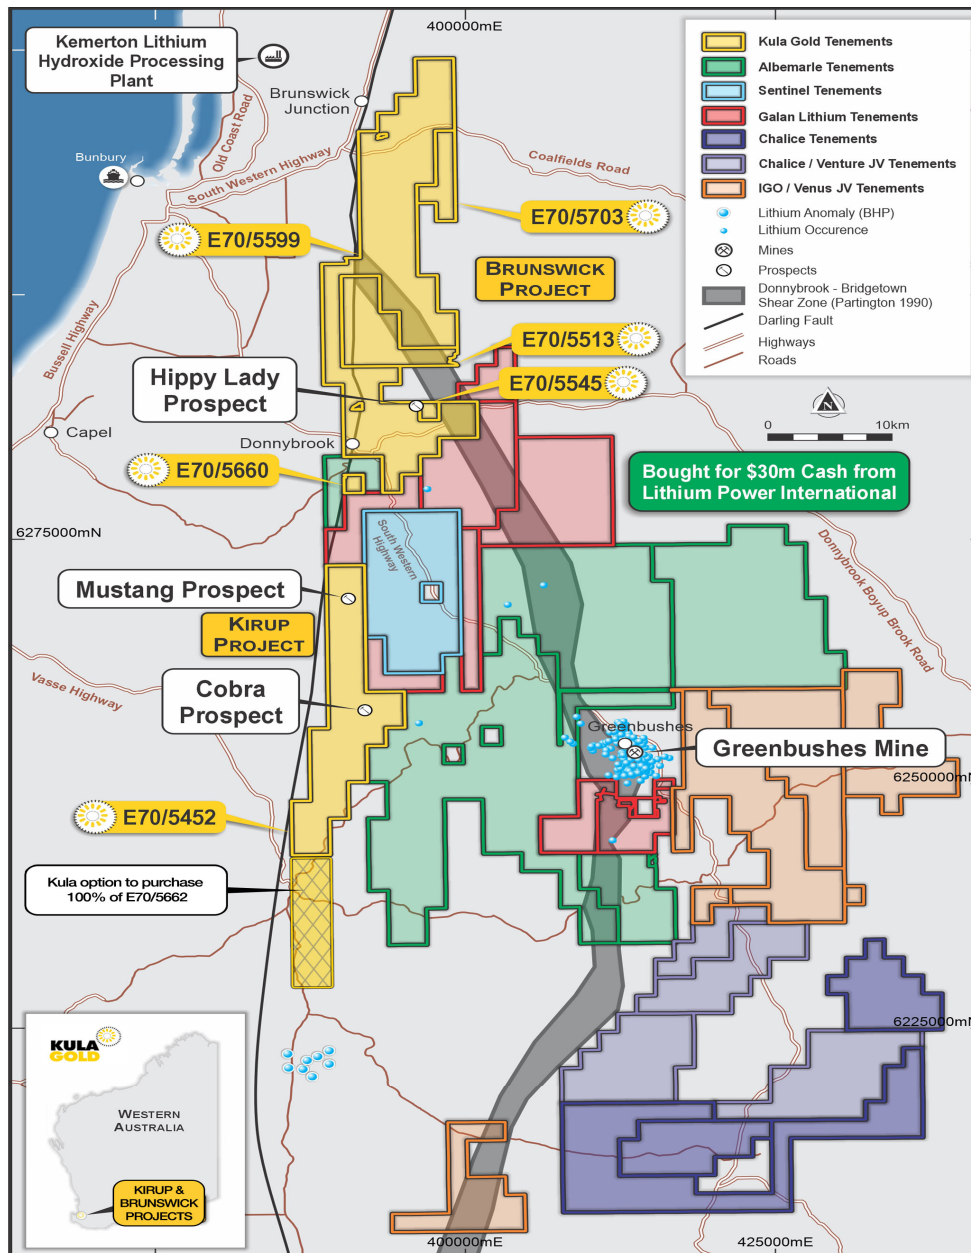 400000mE
Kemerton Lithium
Hydroxide Processing
Plant
Brunswick
Junction
Old Coast Road
Bunbury
South Western Highway
Coalfields Road
Kula Gold Tenements
Albemarle Tenements
Sentinel Tenements
Galan Lithium Tenements
Chalice Tenements
Chalice / Venture JV Tenements
IGO / Venus JV Tenements
Lithium Anomaly (BHP)
Lithium Occurence
Mines
Prospects
Donnybrook - Bridgetown
Shear Zone (Partington 1990)
Darling Fault
Highways
Roads
E70/5703
E70/5599
BRUNSWICK
PROJECT
Bussell Highway
E70/5513
E70/5545
Hippy Lady
Prospect
N
0 10km
Capel
Donnybrook
E70/5660
Bought for $30m Cash from
Lithium Power International
6275000mN
South Western
Highway
Donnybrook Boyup Brook Road
Mustang Prospect
KIRUP
PROJECT
Vasse Highway
Cobra
Prospect
Greenbushes
Greenbushes Mine
6250000mN
E70/5452
Kula option to purchase
100% of E70/5662
6225000mN
KULA
GOLD
WESTERN
AUSTRALIA
KIRUP &
BRUNSWICK
PROJECTS
400000mE
425000mE